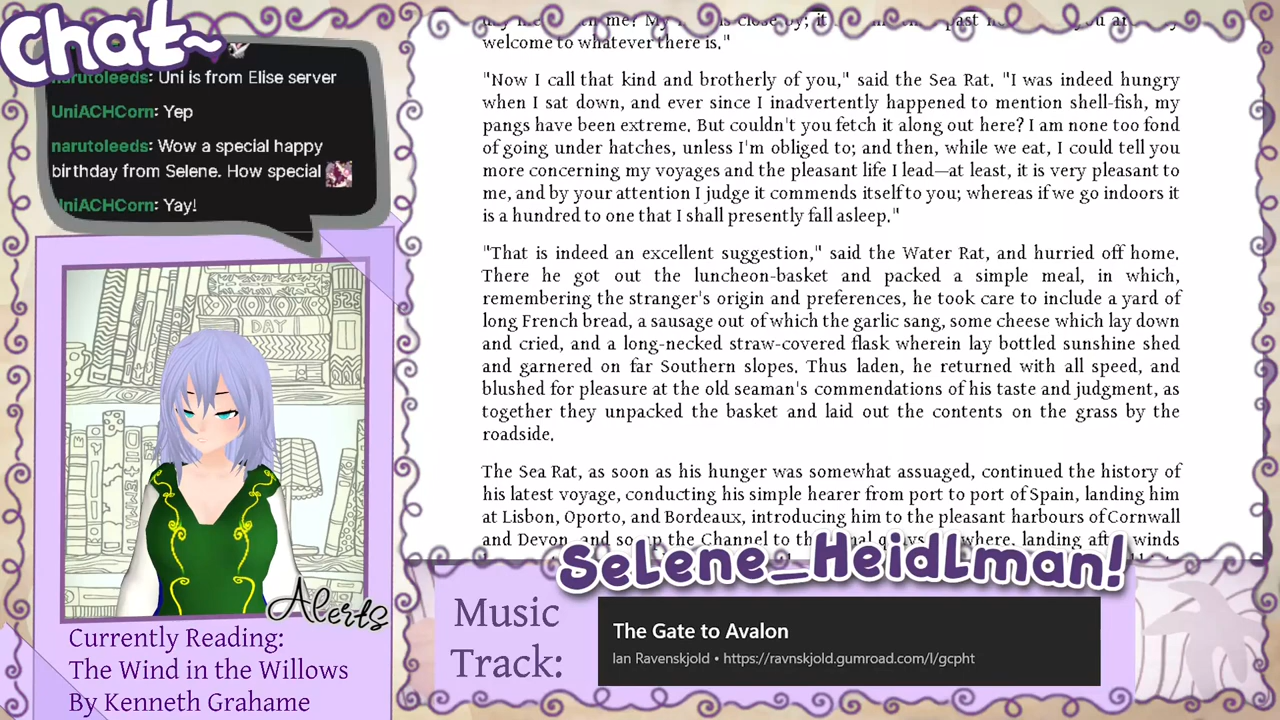 Chat~
narutoleeds: Uni is from Elise server
UniACHCorn: Yep
narutoleeds: Wow a special happy
birthday from Selene. How special
UniACHCorn: Yay!
DAY
Alerts
Currently Reading:
The Wind in the Willows
By Kenneth Grahame
welcome to whatever there is."
"Now I call that kind and brotherly of you," said the Sea Rat. "I was indeed hungry
when I sat down, and ever since I inadvertently happened to mention shell-fish, my
pangs have been extreme. But couldn't you fetch it along out here? I am none too fond
of going under hatches, unless I'm obliged to; and then, while we eat, I could tell you
more concerning my voyages and the pleasant life I lead—at least, it is very pleasant to
me, and by your attention I judge it commends itself to you; whereas if we go indoors it
is a hundred to one that I shall presently fall asleep."
"That is indeed an excellent suggestion," said the Water Rat, and hurried off home.
There he got out the luncheon-basket and packed a simple meal, in which,
remembering the stranger's origin and preferences, he took care to include a yard of
long French bread, a sausage out of which the garlic sang, some cheese which lay down
and cried, and a long-necked straw-covered flask wherein lay bottled sunshine shed
and garnered on far Southern slopes. Thus laden, he returned with all speed, and
blushed for pleasure at the old seaman's commendations of his taste and judgment, as
together they unpacked the basket and laid out the contents on the grass by the
roadside.
The Sea Rat, as soon as his hunger was somewhat assuaged, continued the history of
his latest voyage, conducting his simple hearer from port to port of Spain, landing him
at Lisbon, Oporto, and Bordeaux, introducing him to the pleasant harbours of Cornwall
and Devon, and so up the Channel to landing after winds
Selene_Heidlman!
Music
Track:
The Gate to Avalon
Ian Ravenskjold • https://ravnskjold.gumroad.com/l/gcpht